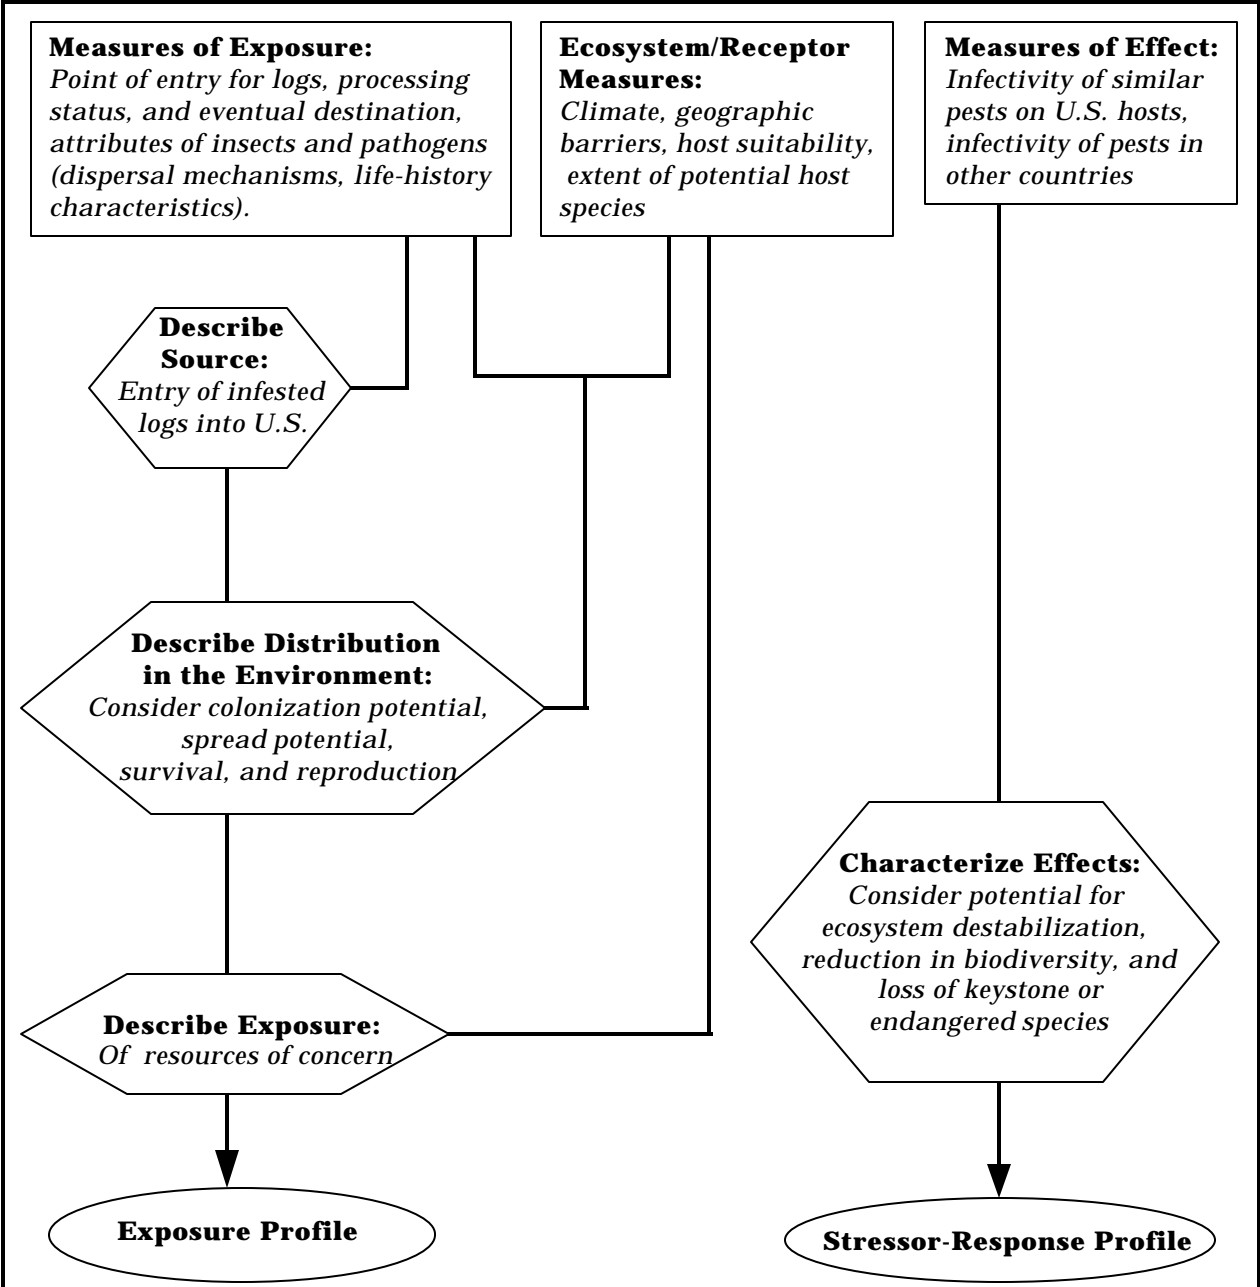 Measures of Exposure:
Point of entry for logs, processing
status, and eventual destination,
attributes of insects and pathogens
(dispersal mechanisms, life-history
characteristics).
Ecosystem/Receptor
Measures:
Climate, geographic
barriers, host suitability,
extent of potential host
species
Measures of Effect:
Infectivity of similar
pests on U.S. hosts,
infectivity of pests in
other countries
Describe
Source:
Entry of infested
logs into U.S.
Describe Distribution
in the Environment:
Consider colonization potential,
spread potential,
survival, and reproduction
Characterize Effects:
Consider potential for
ecosystem destabilization,
reduction in biodiversity, and
loss of keystone or
endangered species
Describe Exposure:
Of resources of concern
Exposure Profile
Stressor-Response Profile